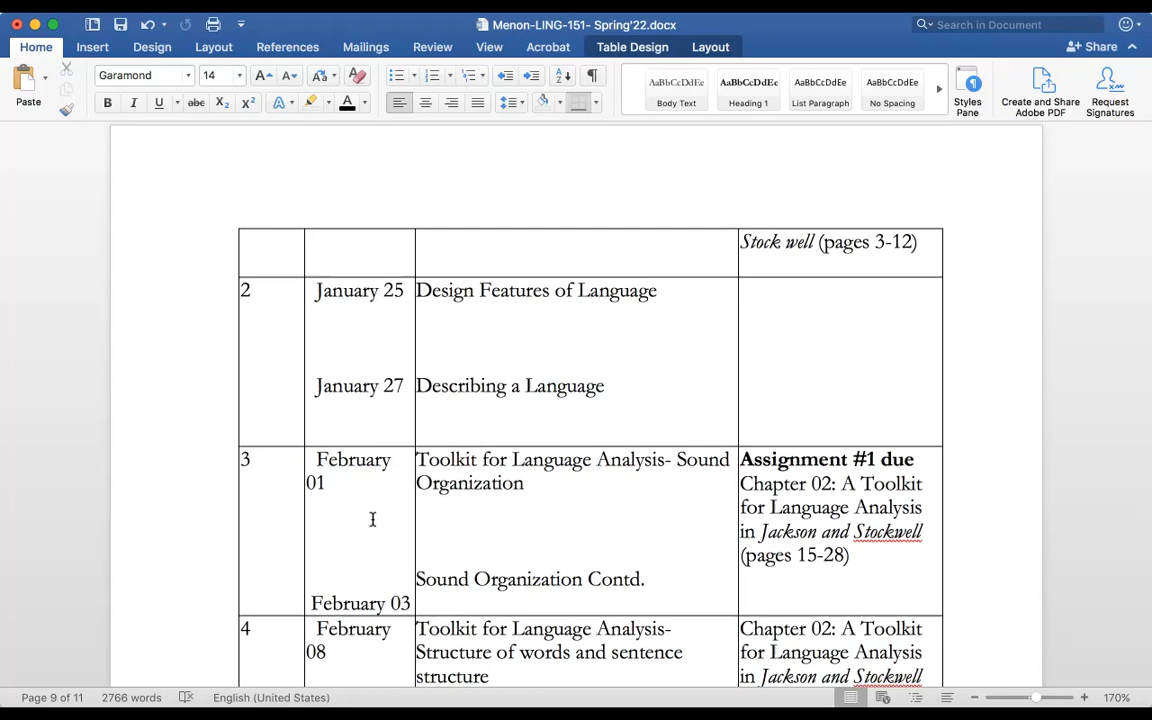 Menon-LING-151- Spring'22.docx
Search in Document
Home Insert Design Layout References Mailings Review View Acrobat Table Design Layout Share
Paste
Garamond 14
AaBbCcDdEe AaBbCcDdE AaBbCcDdEe AaBbCcDdEe
Body Text Heading 1 List Paragraph No Spacing
Styles Pane
Create and Share Adobe PDF
Request Signatures
Stock well (pages 3-12)
2 January 25 Design Features of Language
January 27 Describing a Language
3 February Toolkit for Language Analysis- Sound Assignment #1 due
01 Organization Chapter 02: A Toolkit
for Language Analysis
in Jackson and Stockwell
(pages 15-28)
Sound Organization Contd.
February 03
4 February Toolkit for Language Analysis- Chapter 02: A Toolkit
08 Structure of words and sentence for Language Analysis
structure in Jackson and Stockwell
Page 9 of 11 2766 words English (United States) 170%